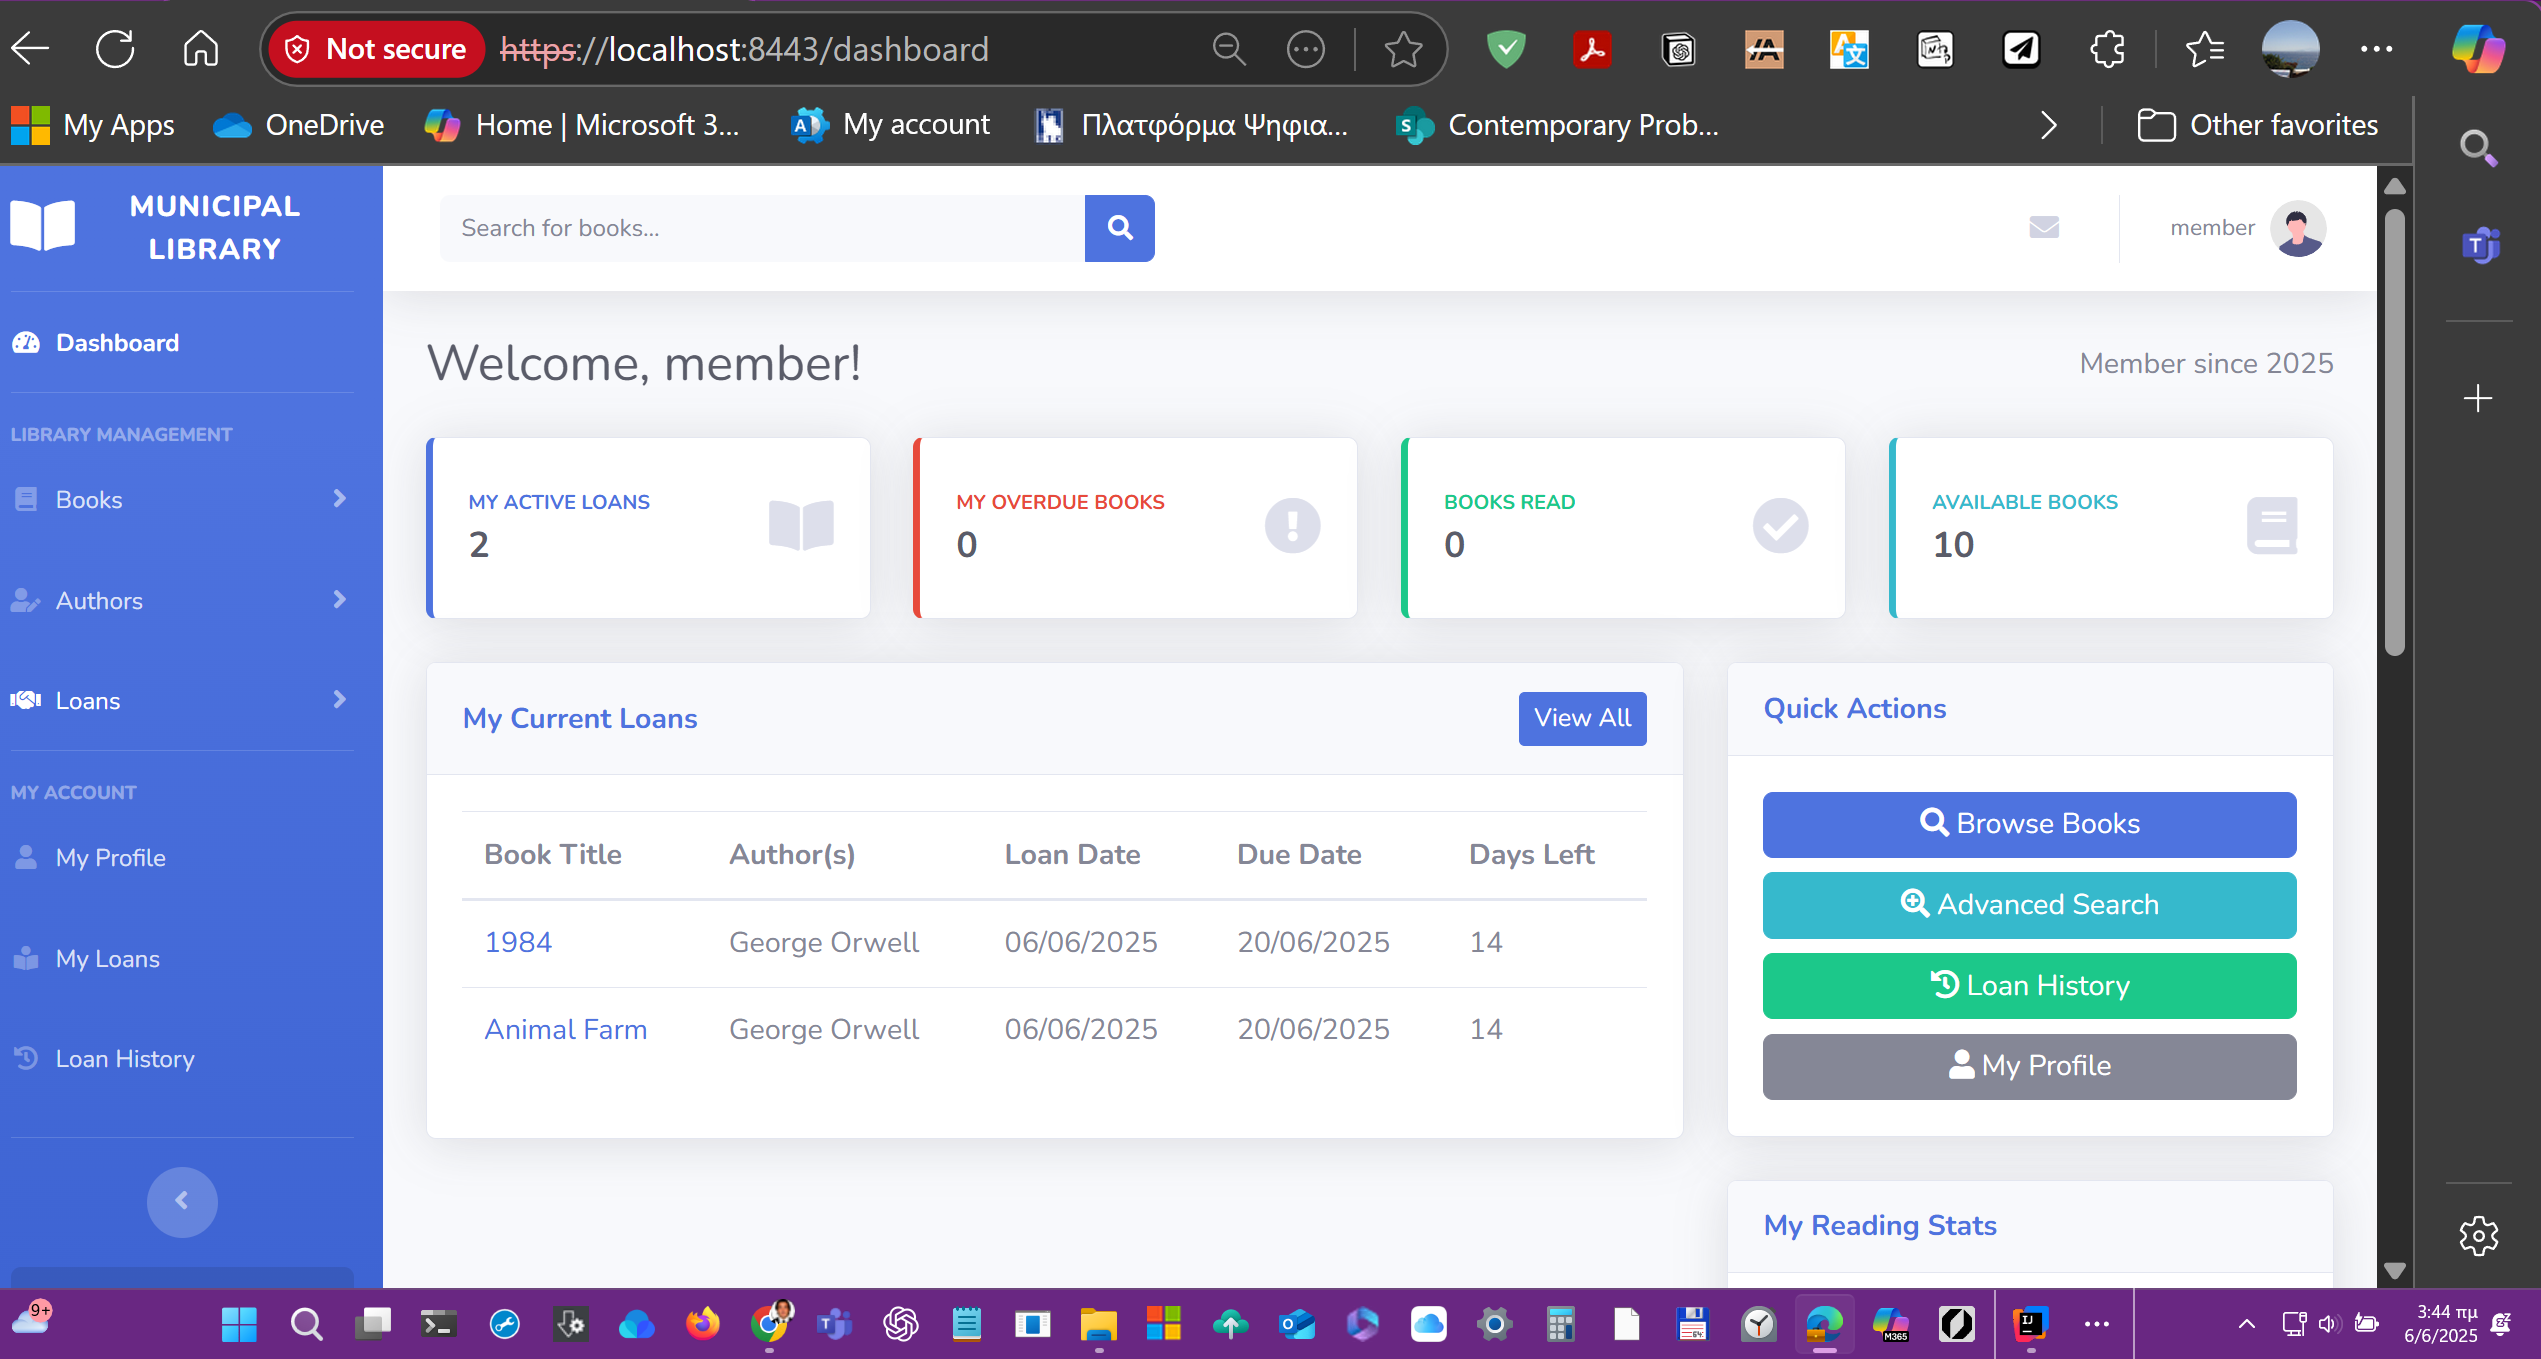 Not secure https://localhost:8443/dashboard
My Apps OneDrive Home | Microsoft 3... My account Πλατφόρμα Ψηφια... Contemporary Prob... Other favorites
MUNICIPAL
LIBRARY
Dashboard
LIBRARY MANAGEMENT
Books
Authors
Loans
MY ACCOUNT
My Profile
My Loans
Loan History
Search for books...
member
Welcome, member!
Member since 2025
MY ACTIVE LOANS
2
MY OVERDUE BOOKS
0
BOOKS READ
0
AVAILABLE BOOKS
10
My Current Loans
View All
Book Title Author(s) Loan Date Due Date Days Left
1984 George Orwell 06/06/2025 20/06/2025 14
Animal Farm George Orwell 06/06/2025 20/06/2025 14
Quick Actions
Browse Books
Advanced Search
Loan History
My Profile
My Reading Stats
9+
M365
3:44 πμ
6/6/2025